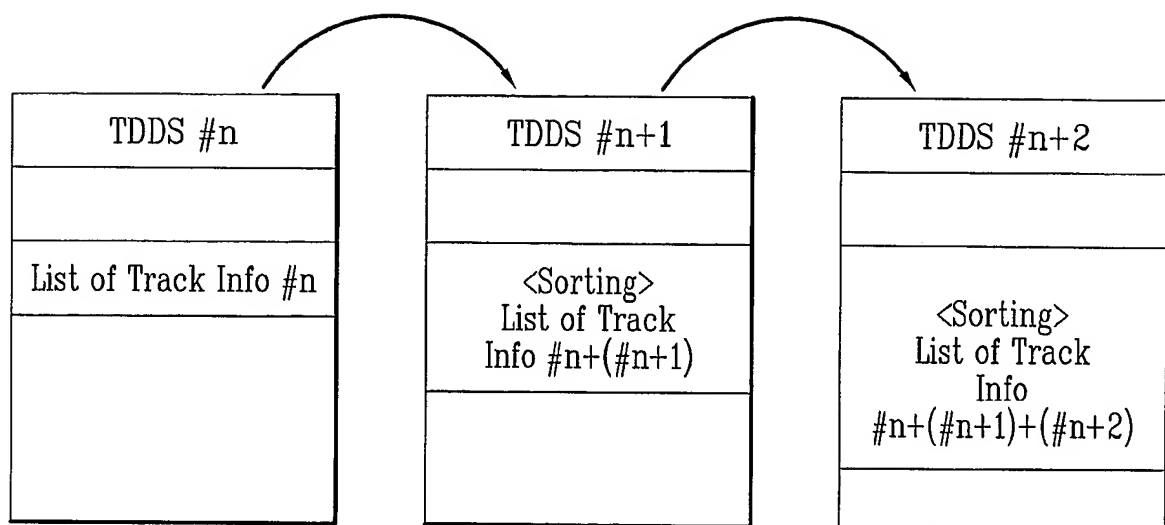 TDDS #n
List of Track Info #n
TDDS #n+1
<Sorting>
List of Track
Info #n+(#n+1)
TDDS #n+2
<Sorting>
List of Track
Info
#n+(#n+1)+(#n+2)